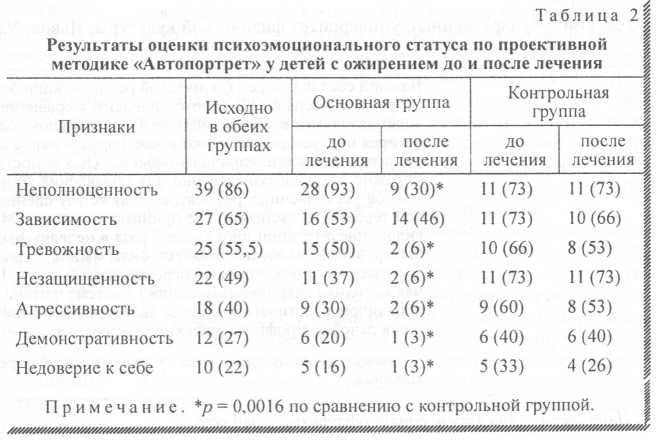 Таблица 2
Результаты оценки психоэмоционального статуса по проективной
методике «Автопортрет» у детей с ожирением до и после лечения
Признаки Исходно в обеих группах Основная группа Контрольная группа
до лечения после лечения до лечения после лечения
Неполноценность 39 (86) 28 (93) 9 (30)* 11 (73) 11 (73)
Зависимость 27 (65) 16 (53) 14 (46) 11 (73) 10 (66)
Тревожность 25 (55,5) 15 (50) 2 (6)* 10 (66) 8 (53)
Незащищенность 22 (49) 11 (37) 2 (6)* 11 (73) 11 (73)
Агрессивность 18 (40) 9 (30) 2 (6)* 9 (60) 8 (53)
Демонстративность 12 (27) 6 (20) 1 (3)* 6 (40) 6 (40)
Недоверие к себе 10 (22) 5 (16) 1 (3)* 5 (33) 4 (26)
Примечание. *p = 0,0016 по сравнению с контрольной группой.